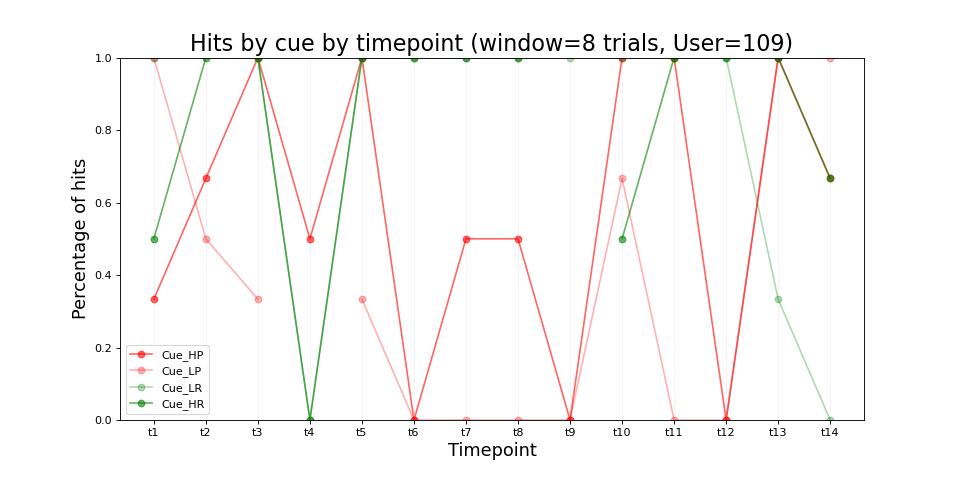 Hits by cue by timepoint (window=8 trials, User=109)
Percentage of hits
1.0
0.8
0.6
0.4
0.2
0.0
Cue_HP
Cue_LP
Cue_LR
Cue_HR
t1 t2 t3 t4 t5 t6 t7 t8 t9 t10 t11 t12 t13 t14
Timepoint